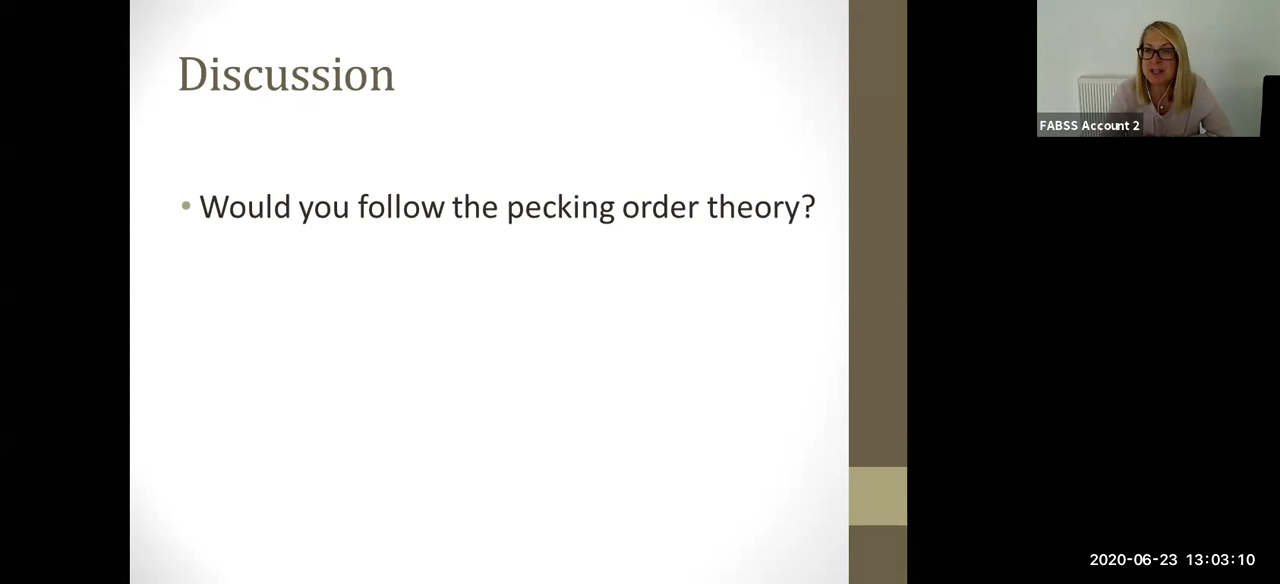 Discussion
• Would you follow the pecking order theory?
FABSS Account 2
2020-06-23 13:03:10